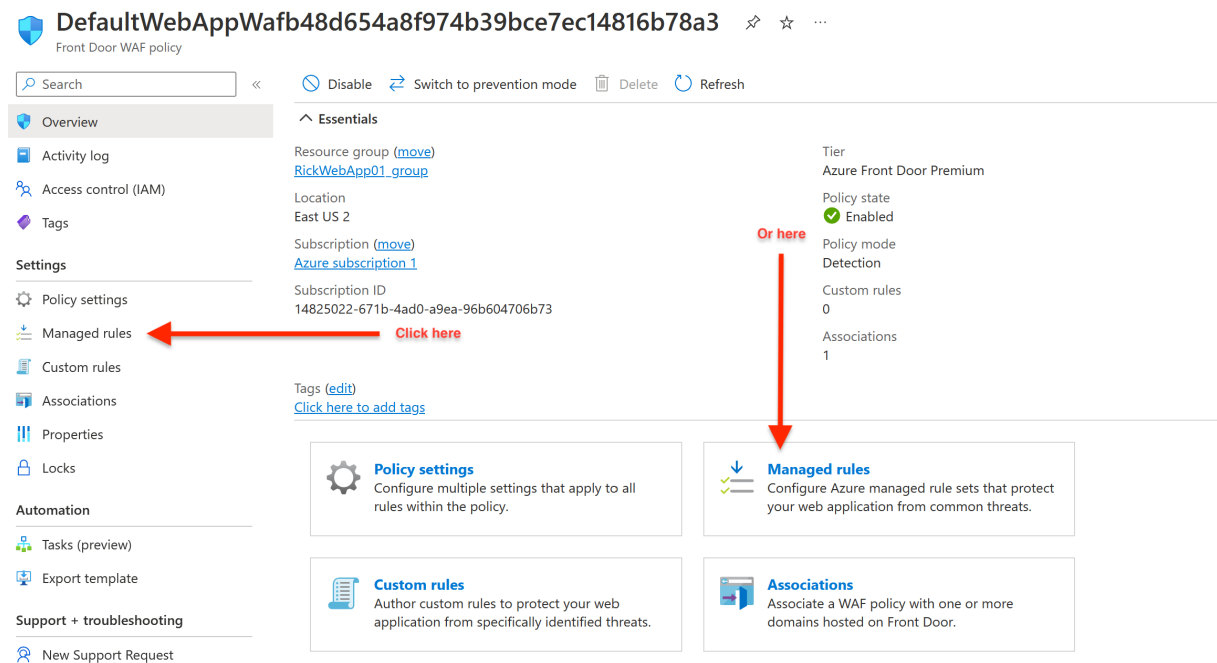 DefaultWebAppWafb48d654a8f974b39bce7ec14816b78a3
Front Door WAF policy
Search
Overview
Activity log
Access control (IAM)
Tags
Settings
Policy settings
Managed rules
Custom rules
Associations
Properties
Locks
Automation
Tasks (preview)
Export template
Support + troubleshooting
New Support Request
Disable
Switch to prevention mode
Delete
Refresh
Essentials
Resource group (move)
RickWebApp01_group
Location
East US 2
Subscription (move)
Azure subscription 1
Subscription ID
14825022-671b-4ad0-a9ea-96b604706b73
Click here
Tier
Azure Front Door Premium
Policy state
Enabled
Or here
Policy mode
Detection
Custom rules
0
Associations
1
Tags (edit)
Click here to add tags
Policy settings
Configure multiple settings that apply to all
rules within the policy.
Managed rules
Configure Azure managed rule sets that protect
your web application from common threats.
Custom rules
Author custom rules to protect your web
application from specifically identified threats.
Associations
Associate a WAF policy with one or more
domains hosted on Front Door.